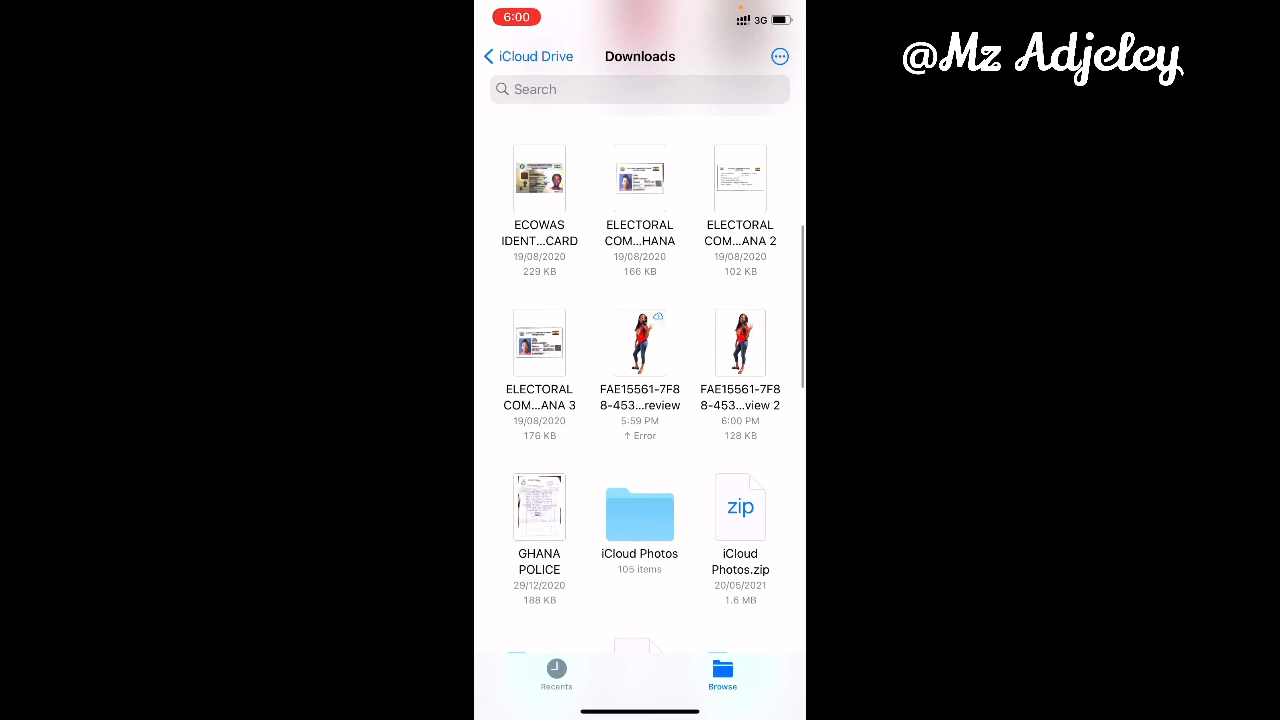 6:00
3G
@Mz Adjeley
iCloud Drive
Downloads
Search
ECOWAS
IDENT...CARD
19/08/2020
229 KB
ELECTORAL
COM...HANA
19/08/2020
166 KB
ELECTORAL
COM...ANA 2
19/08/2020
102 KB
ELECTORAL
COM...ANA 3
19/08/2020
176 KB
FAE15561-7F8
8-453...review
5:59 PM
↑ Error
FAE15561-7F8
8-453...view 2
6:00 PM
128 KB
GHANA
POLICE
29/12/2020
188 KB
iCloud Photos
105 items
zip
iCloud
Photos.zip
20/05/2021
1.6 MB
Recents
Browse